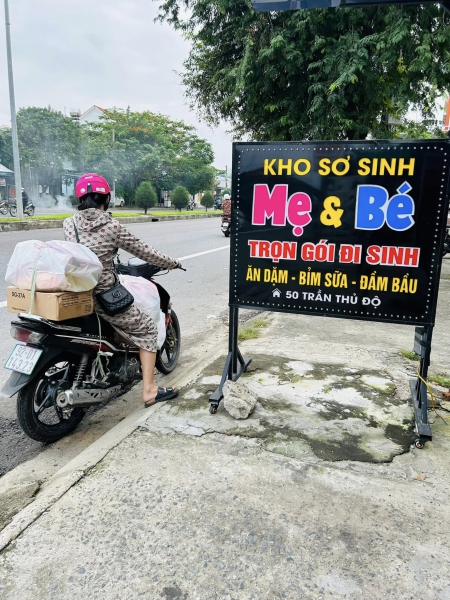 KHO SƠ SINH
Mẹ & Bé
TRỌN GÓI ĐI SINH
ĂN DẶM - BỈM SỮA - ĐẦM BẦU
50 TRẦN THỦ ĐỘ